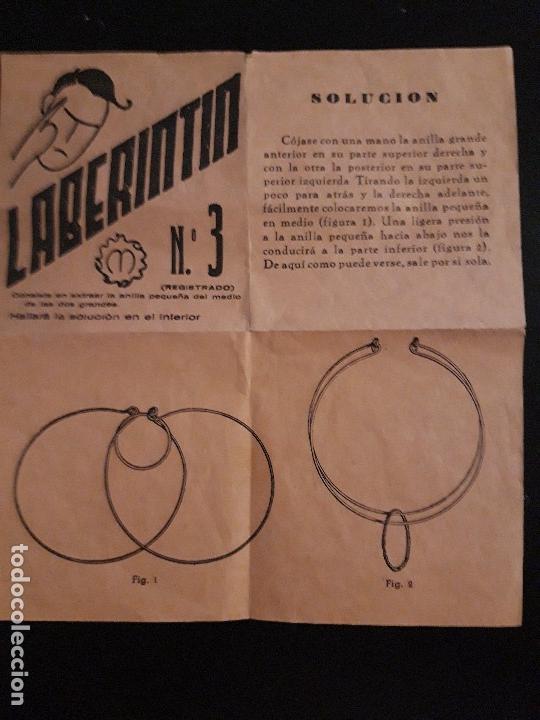 LABERINTIN
N.º 3
(REGISTRADO)
Consiste en extraer la anilla pequeña del medio
de las dos grandes.
Hallará la solución en el interior
SOLUCION
Cójase con una mano la anilla grande
anterior en su parte superior derecha y
con la otra la posterior en su parre su-
perior izquierda Tirando la izquierda un
poco para atrás y la derecha adelante,
fácilmente colocaremos la anilla pequeña
en medio (figura 1). Una ligera presión
a la anilla pequeña hacia abajo nos la
conducirá a la parte inferior (figura 2).
De aquí como puede verse, sale por si sola.
Fig. 1
Fig. 2
todocoleccion